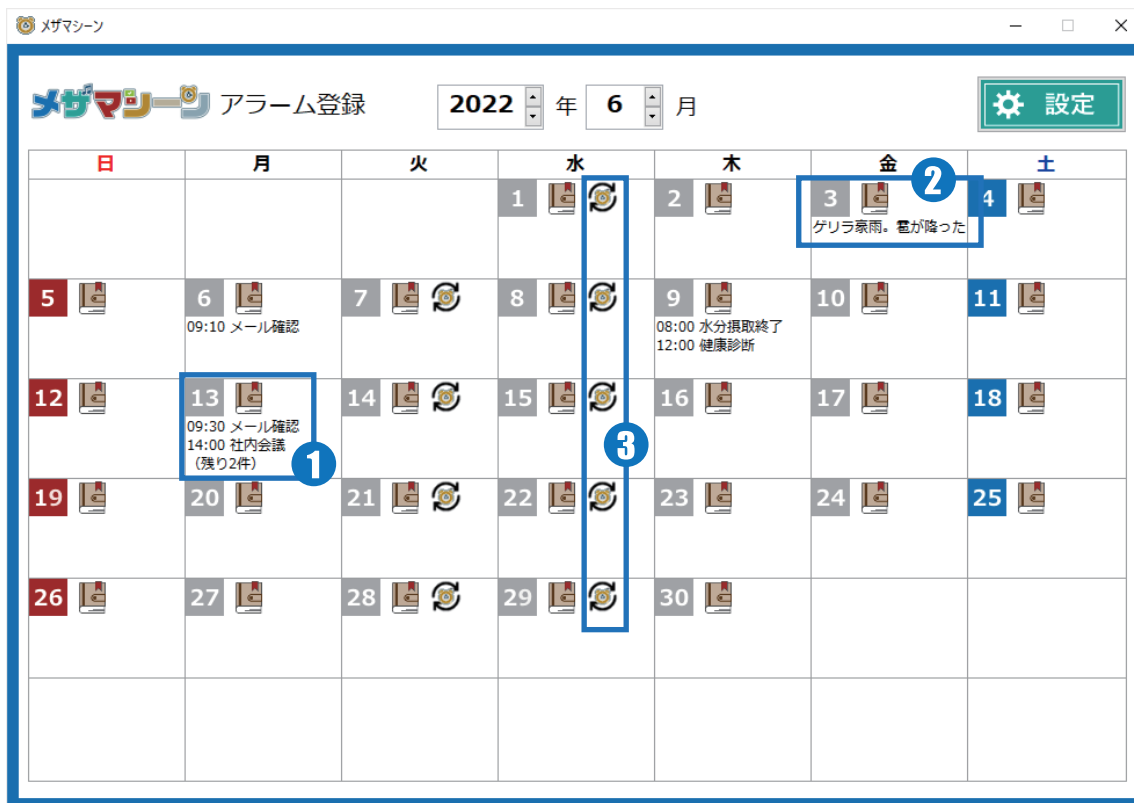 メザマシーン
メザマシーン アラーム登録 2022 年 6 月 設定
日 月 火 水 木 金 土
1 2 3 4
2
ゲリラ豪雨。雹が降った
5 6 7 8 9 10 11
09:10 メール確認
08:00 水分摂取終了
12:00 健康診断
12 13 14 15 16 17 18
09:30 メール確認
14:00 社内会議
（残り2件）
1
3
19 20 21 22 23 24 25
26 27 28 29 30